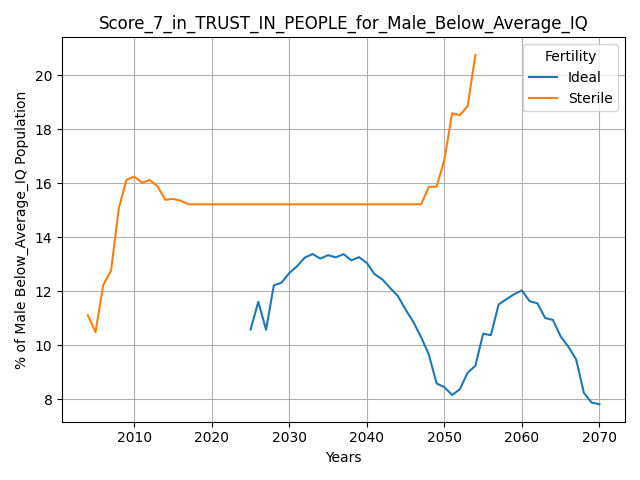 Score_7_in_TRUST_IN_PEOPLE_for_Male_Below_Average_IQ
Fertility
Ideal
Sterile
% of Male Below_Average_IQ Population
20
18
16
14
12
10
8
2010 2020 2030 2040 2050 2060 2070
Years